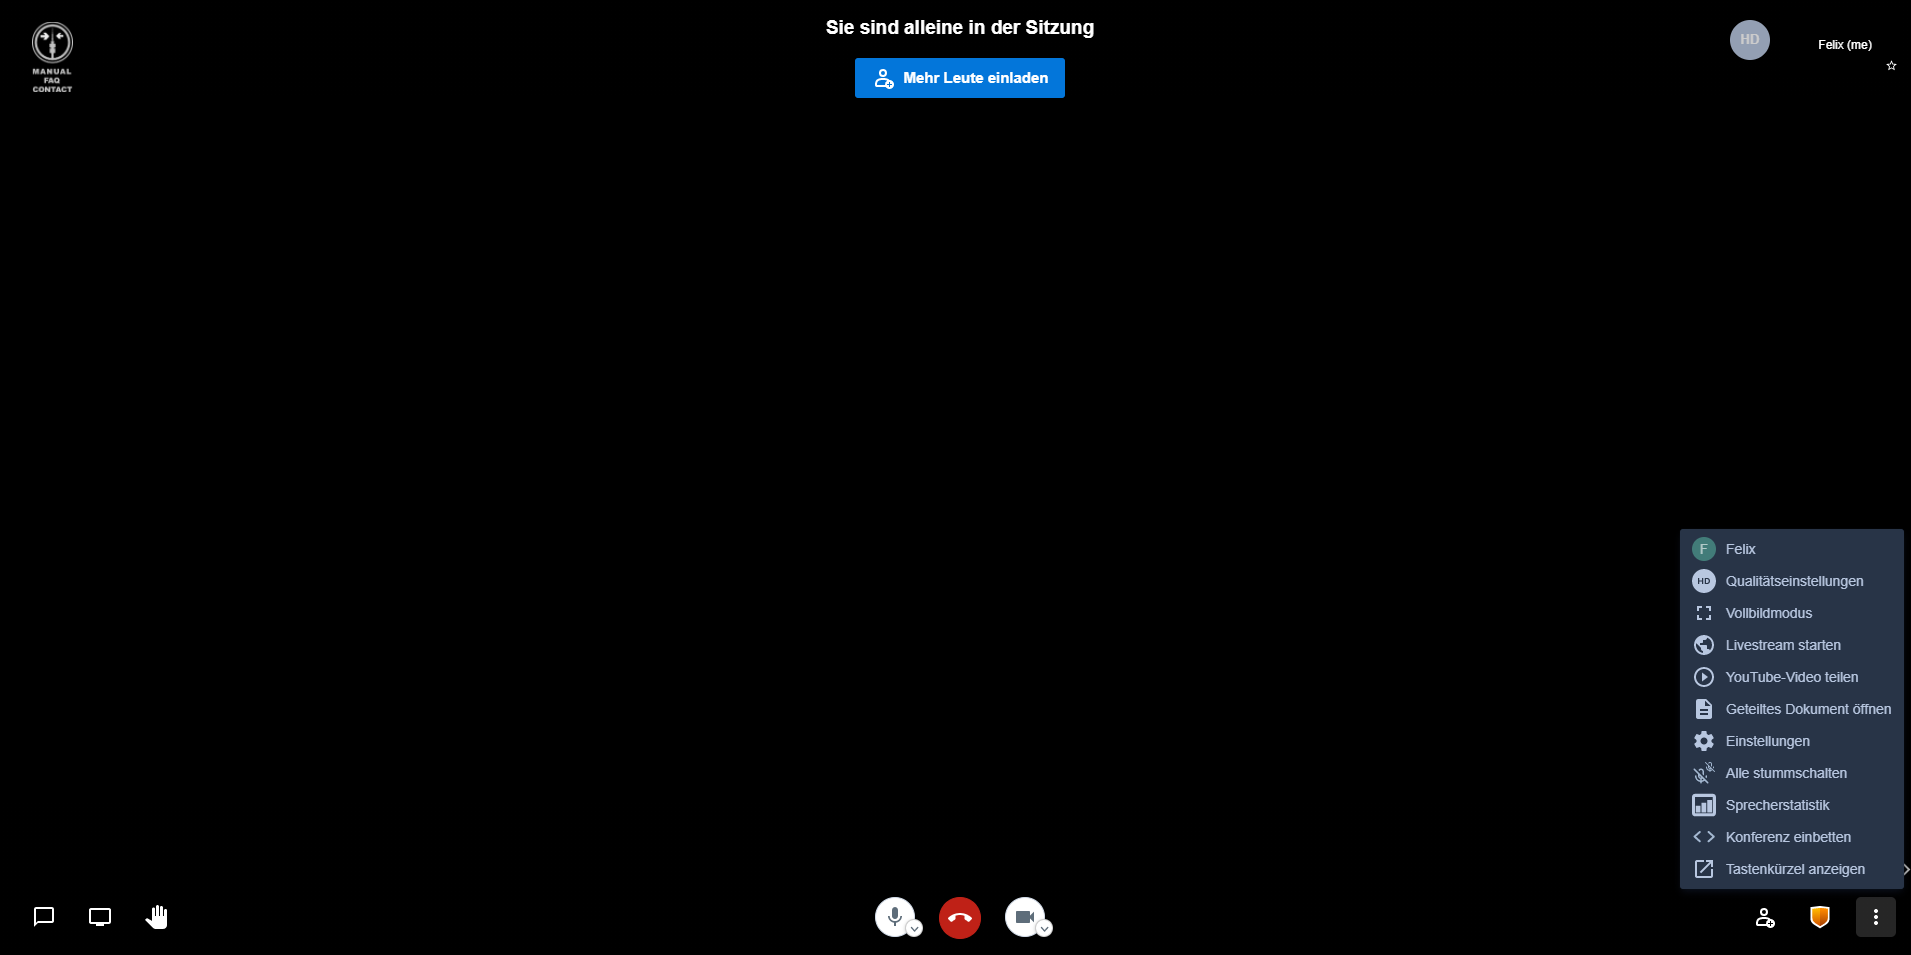 MANUAL
FAQ
CONTACT
Sie sind alleine in der Sitzung
Mehr Leute einladen
HD
Felix (me)
F Felix
HD Qualitätseinstellungen
Vollbildmodus
Livestream starten
YouTube-Video teilen
Geteiltes Dokument öffnen
Einstellungen
Alle stummschalten
Sprecherstatistik
Konferenz einbetten
Tastenkürzel anzeigen